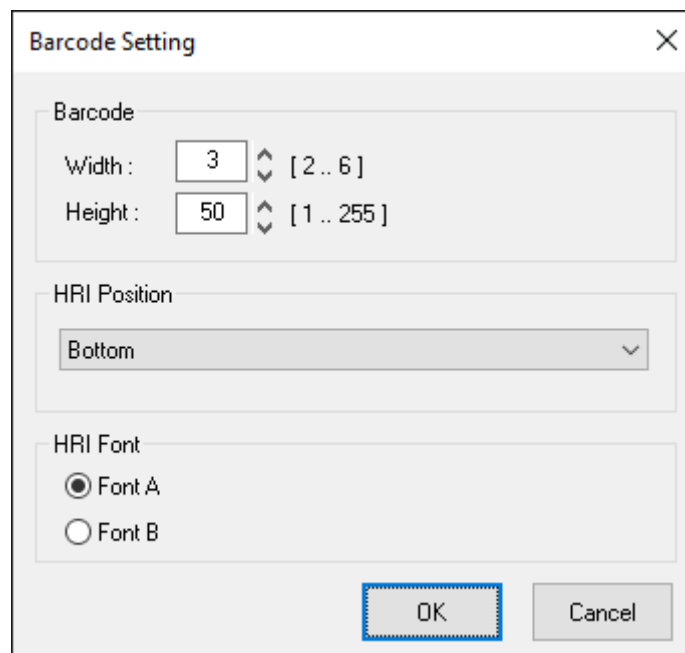 Barcode Setting
Barcode
Width : 3 [ 2 .. 6 ]
Height : 50 [ 1 .. 255 ]
HRI Position
Bottom
HRI Font
Font A
Font B
OK Cancel